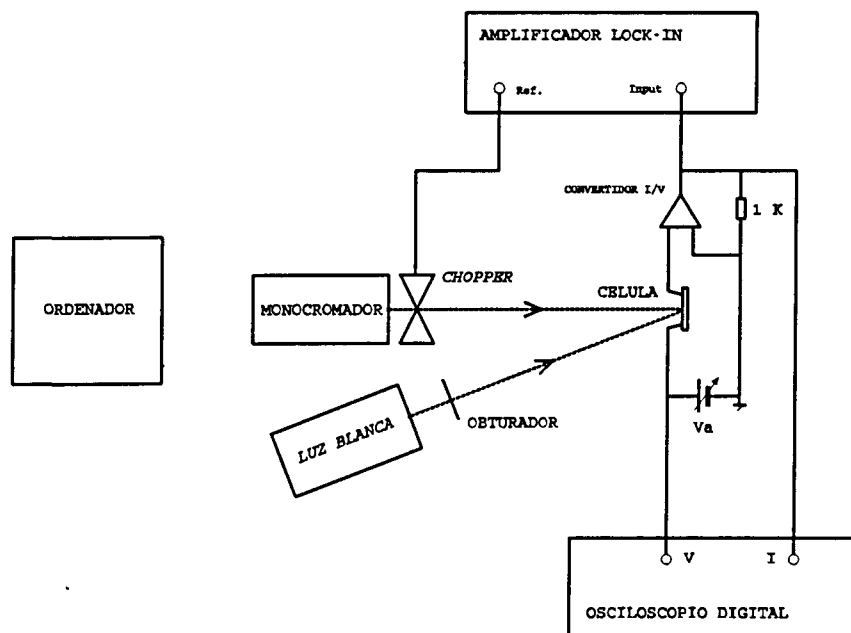 AMPLIFICADOR LOCK-IN
Ref.
Input
CONVERTIDOR I/V
1 K
CHOPPER
CELULA
ORDENADOR
MONOCROMADOR
OBTURADOR
LUZ BLANCA
Va
V
I
OSCILOSCOPIO DIGITAL